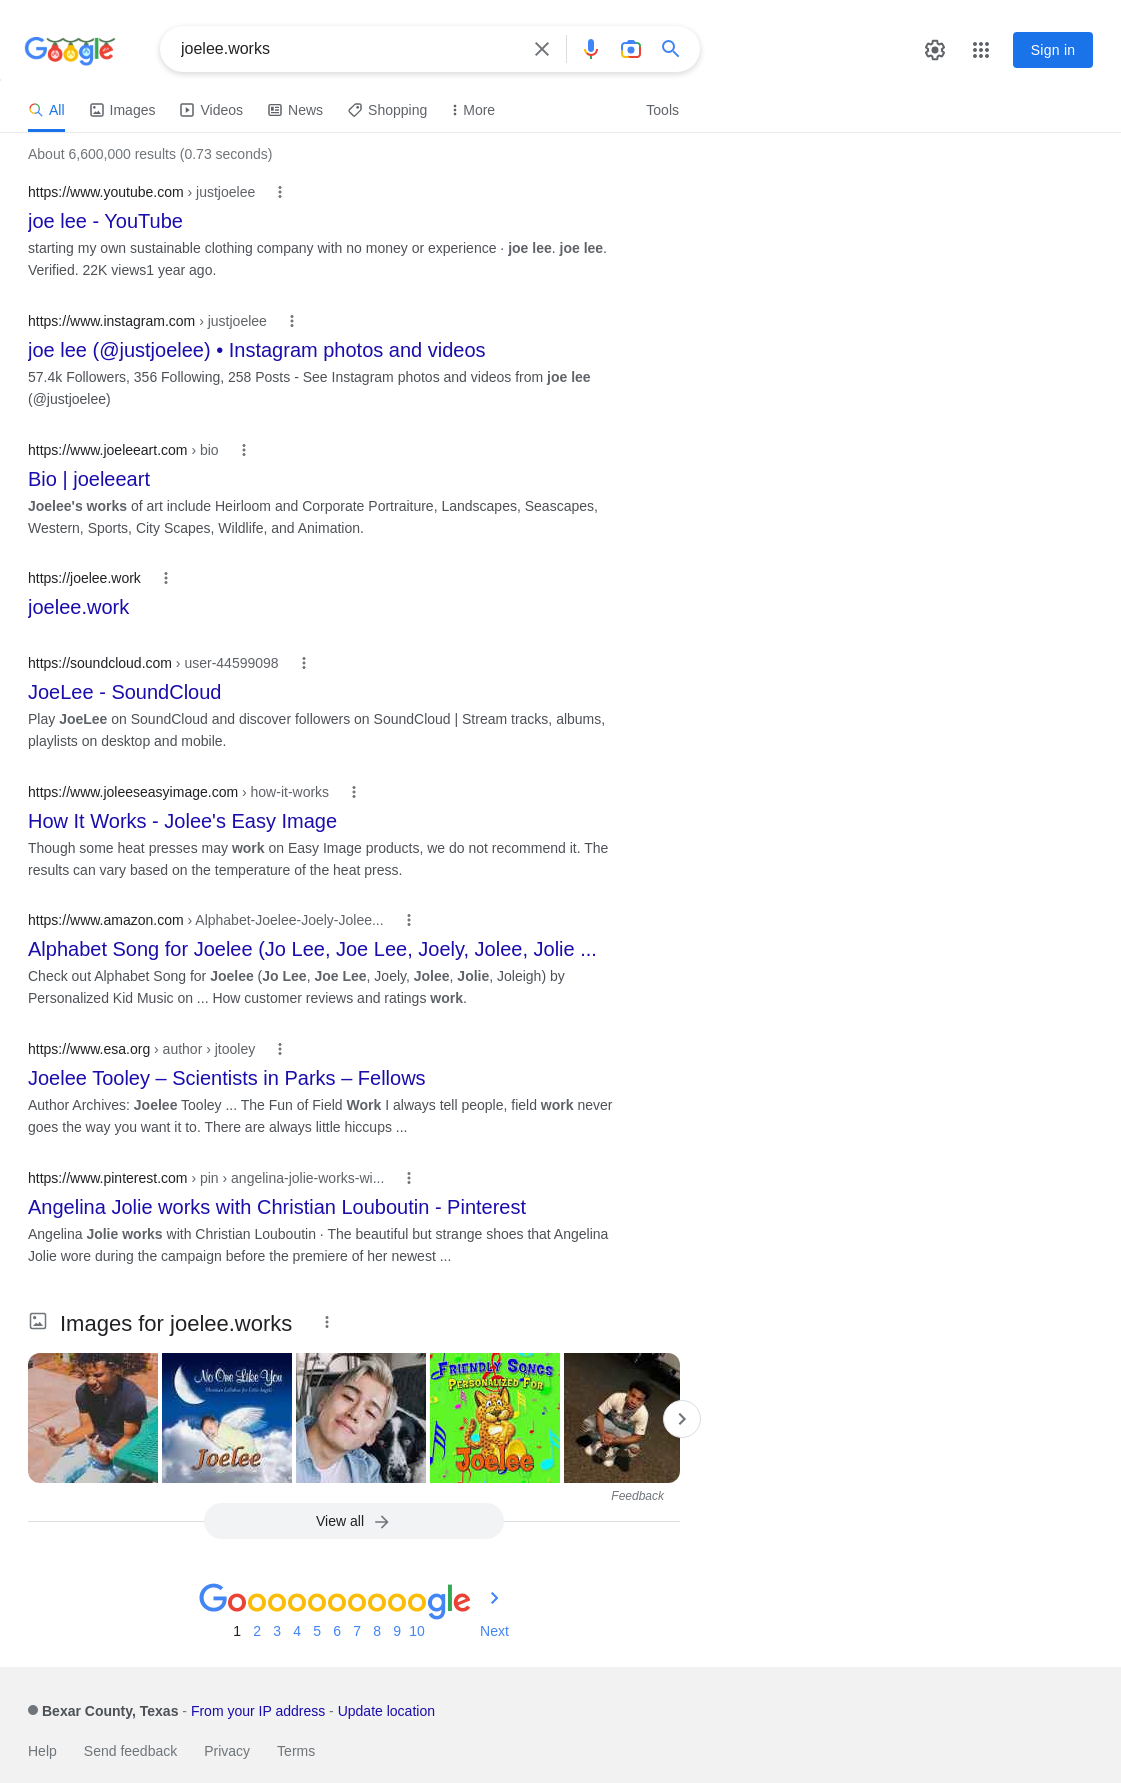 Google
joelee.works
Sign in
All
Images
Videos
News
Shopping
More
Tools
About 6,600,000 results (0.73 seconds)
https://www.youtube.com › justjoelee
joe lee - YouTube
starting my own sustainable clothing company with no money or experience · joe lee. joe lee.
Verified. 22K views1 year ago.
https://www.instagram.com › justjoelee
joe lee (@justjoelee) • Instagram photos and videos
57.4k Followers, 356 Following, 258 Posts - See Instagram photos and videos from joe lee
(@justjoelee)
https://www.joeleeart.com › bio
Bio | joeleeart
Joelee's works of art include Heirloom and Corporate Portraiture, Landscapes, Seascapes,
Western, Sports, City Scapes, Wildlife, and Animation.
https://joelee.work
joelee.work
https://soundcloud.com › user-44599098
JoeLee - SoundCloud
Play JoeLee on SoundCloud and discover followers on SoundCloud | Stream tracks, albums,
playlists on desktop and mobile.
https://www.joleeseasyimage.com › how-it-works
How It Works - Jolee's Easy Image
Though some heat presses may work on Easy Image products, we do not recommend it. The
results can vary based on the temperature of the heat press.
https://www.amazon.com › Alphabet-Joelee-Joely-Jolee...
Alphabet Song for Joelee (Jo Lee, Joe Lee, Joely, Jolee, Jolie ...
Check out Alphabet Song for Joelee (Jo Lee, Joe Lee, Joely, Jolee, Jolie, Joleigh) by
Personalized Kid Music on ... How customer reviews and ratings work.
https://www.esa.org › author › jtooley
Joelee Tooley – Scientists in Parks – Fellows
Author Archives: Joelee Tooley ... The Fun of Field Work I always tell people, field work never
goes the way you want it to. There are always little hiccups ...
https://www.pinterest.com › pin › angelina-jolie-works-wi...
Angelina Jolie works with Christian Louboutin - Pinterest
Angelina Jolie works with Christian Louboutin · The beautiful but strange shoes that Angelina
Jolie wore during the campaign before the premiere of her newest ...
Images for joelee.works
No One Like You
Christian Lullabies for Little Angels
Joelee
FRIENDLY SONGS
PERSONALIZED FOR
Joelee
Feedback
View all
Goooooooooogle
1 2 3 4 5 6 7 8 9 10
Next
Bexar County, Texas - From your IP address - Update location
Help
Send feedback
Privacy
Terms